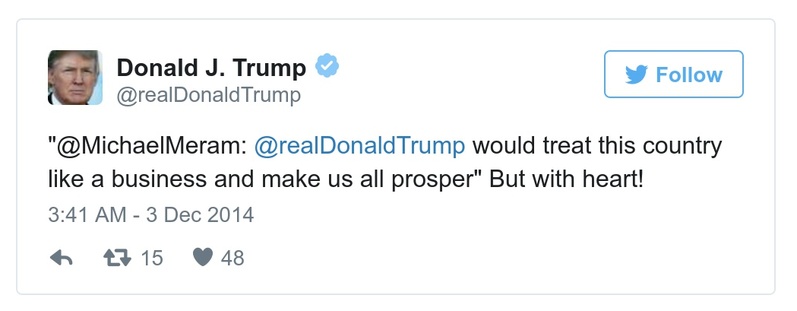 Donald J. Trump
@realDonaldTrump
Follow
"@MichaelMeram: @realDonaldTrump would treat this country
like a business and make us all prosper" But with heart!
3:41 AM - 3 Dec 2014
15 48